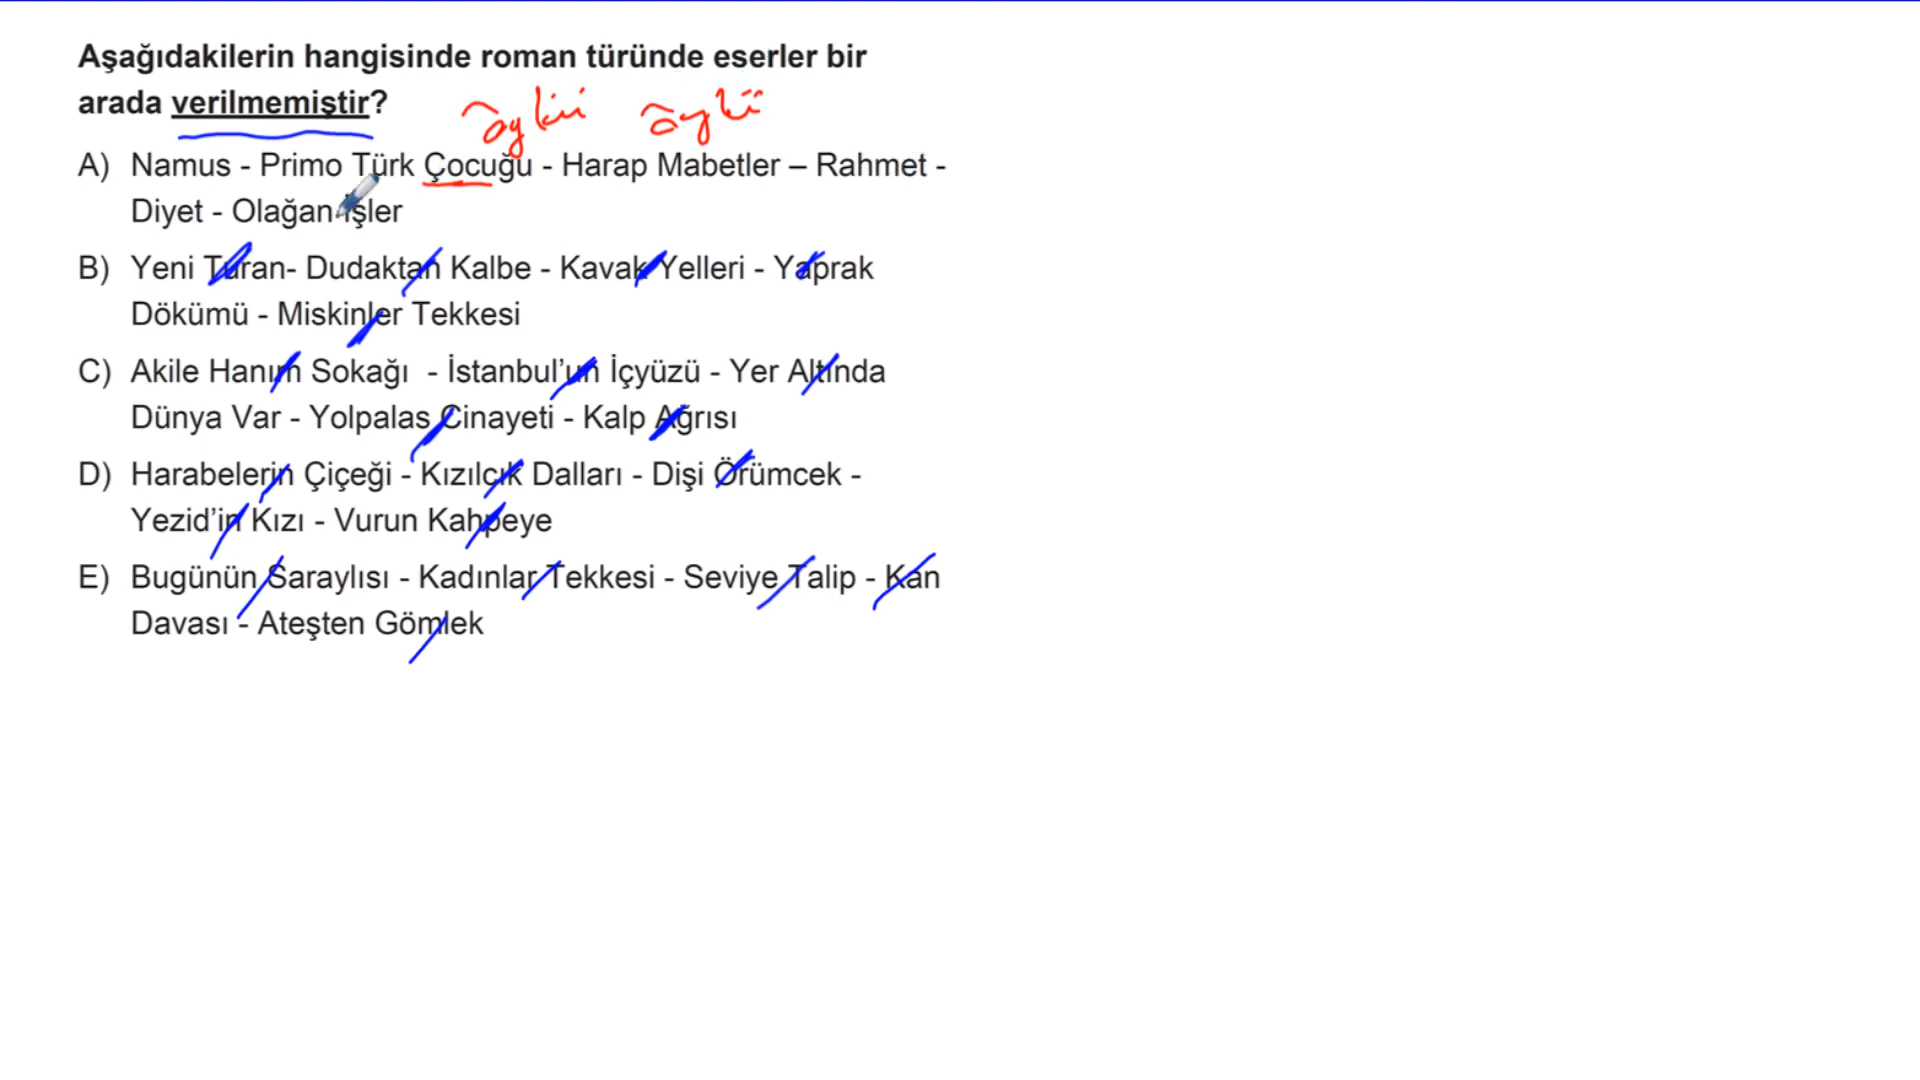 Aşağıdakilerin hangisinde roman türünde eserler bir
arada verilmemiştir?
öykü öykü
A) Namus - Primo Türk Çocuğu - Harap Mabetler – Rahmet -
Diyet - Olağan işler
B) Yeni Turan- Dudaktan Kalbe - Kavak Yelleri - Yaprak
Dökümü - Miskinler Tekkesi
C) Akile Hanım Sokağı - İstanbul’un İçyüzü - Yer Altında
Dünya Var - Yolpalas Cinayeti - Kalp Ağrısı
D) Harabelerin Çiçeği - Kızılcık Dalları - Dişi Örümcek -
Yezid’in Kızı - Vurun Kahpeye
E) Bugünün Saraylısı - Kadınlar Tekkesi - Seviye Talip - Kan
Davası - Ateşten Gömlek